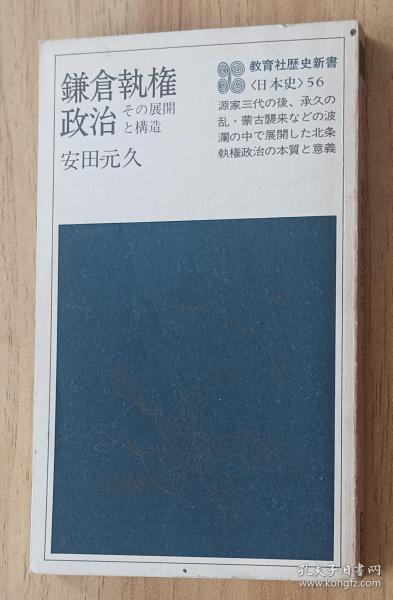 鎌倉執権
政治
その展開
と構造
安田元久
教育社歴史新書
〈日本史〉56
源家三代の後、承久の
乱・蒙古襲来などの波
瀾の中で展開した北条
執権政治の本質と意義
孔夫子旧书网
www.kongfz.com